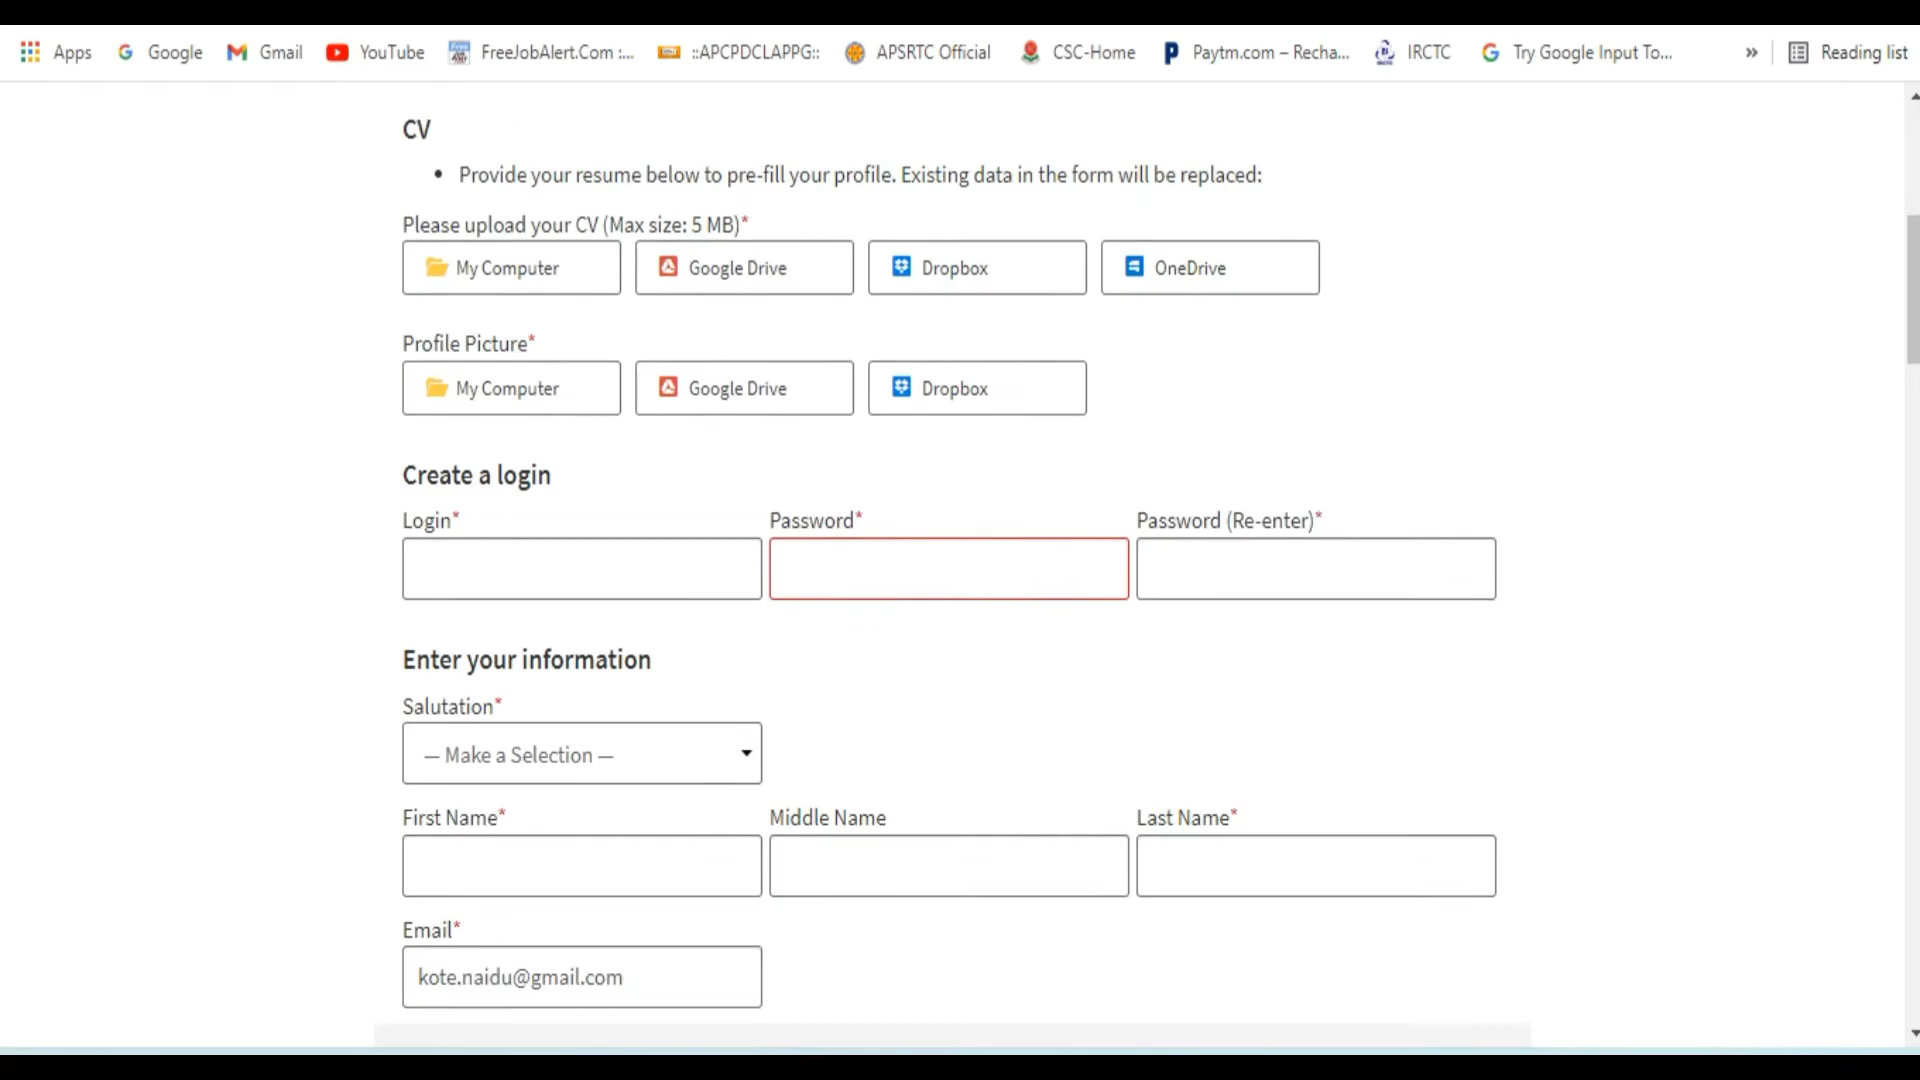 Apps Google Gmail YouTube FreeJobAlert.Com :... ::APCPDCLAPPG:: APSRTC Official CSC-Home Paytm.com – Recha... IRCTC Try Google Input To... » Reading list
CV
• Provide your resume below to pre-fill your profile. Existing data in the form will be replaced:
Please upload your CV (Max size: 5 MB)*
My Computer Google Drive Dropbox OneDrive
Profile Picture*
My Computer Google Drive Dropbox
Create a login
Login* Password* Password (Re-enter)*
Enter your information
Salutation*
— Make a Selection —
First Name* Middle Name Last Name*
Email*
kote.naidu@gmail.com